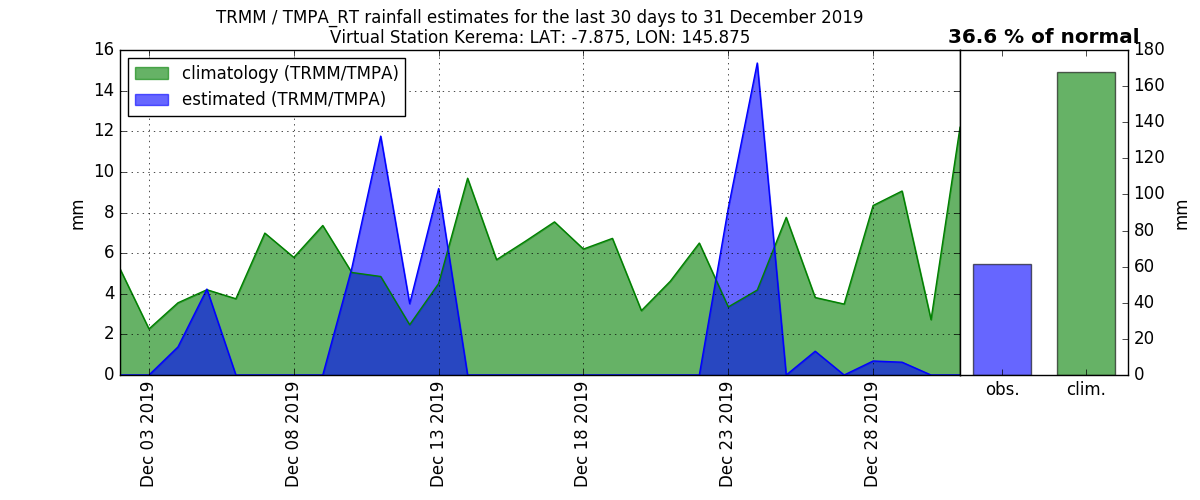 TRMM / TMPA_RT rainfall estimates for the last 30 days to 31 December 2019
Virtual Station Kerema: LAT: -7.875, LON: 145.875
36.6 % of normal
climatology (TRMM/TMPA)
estimated (TRMM/TMPA)
16
14
12
10
8
6
4
2
0
mm
Dec 03 2019
Dec 08 2019
Dec 13 2019
Dec 18 2019
Dec 23 2019
Dec 28 2019
180
160
140
120
100
80
60
40
20
0
mm
obs.
clim.